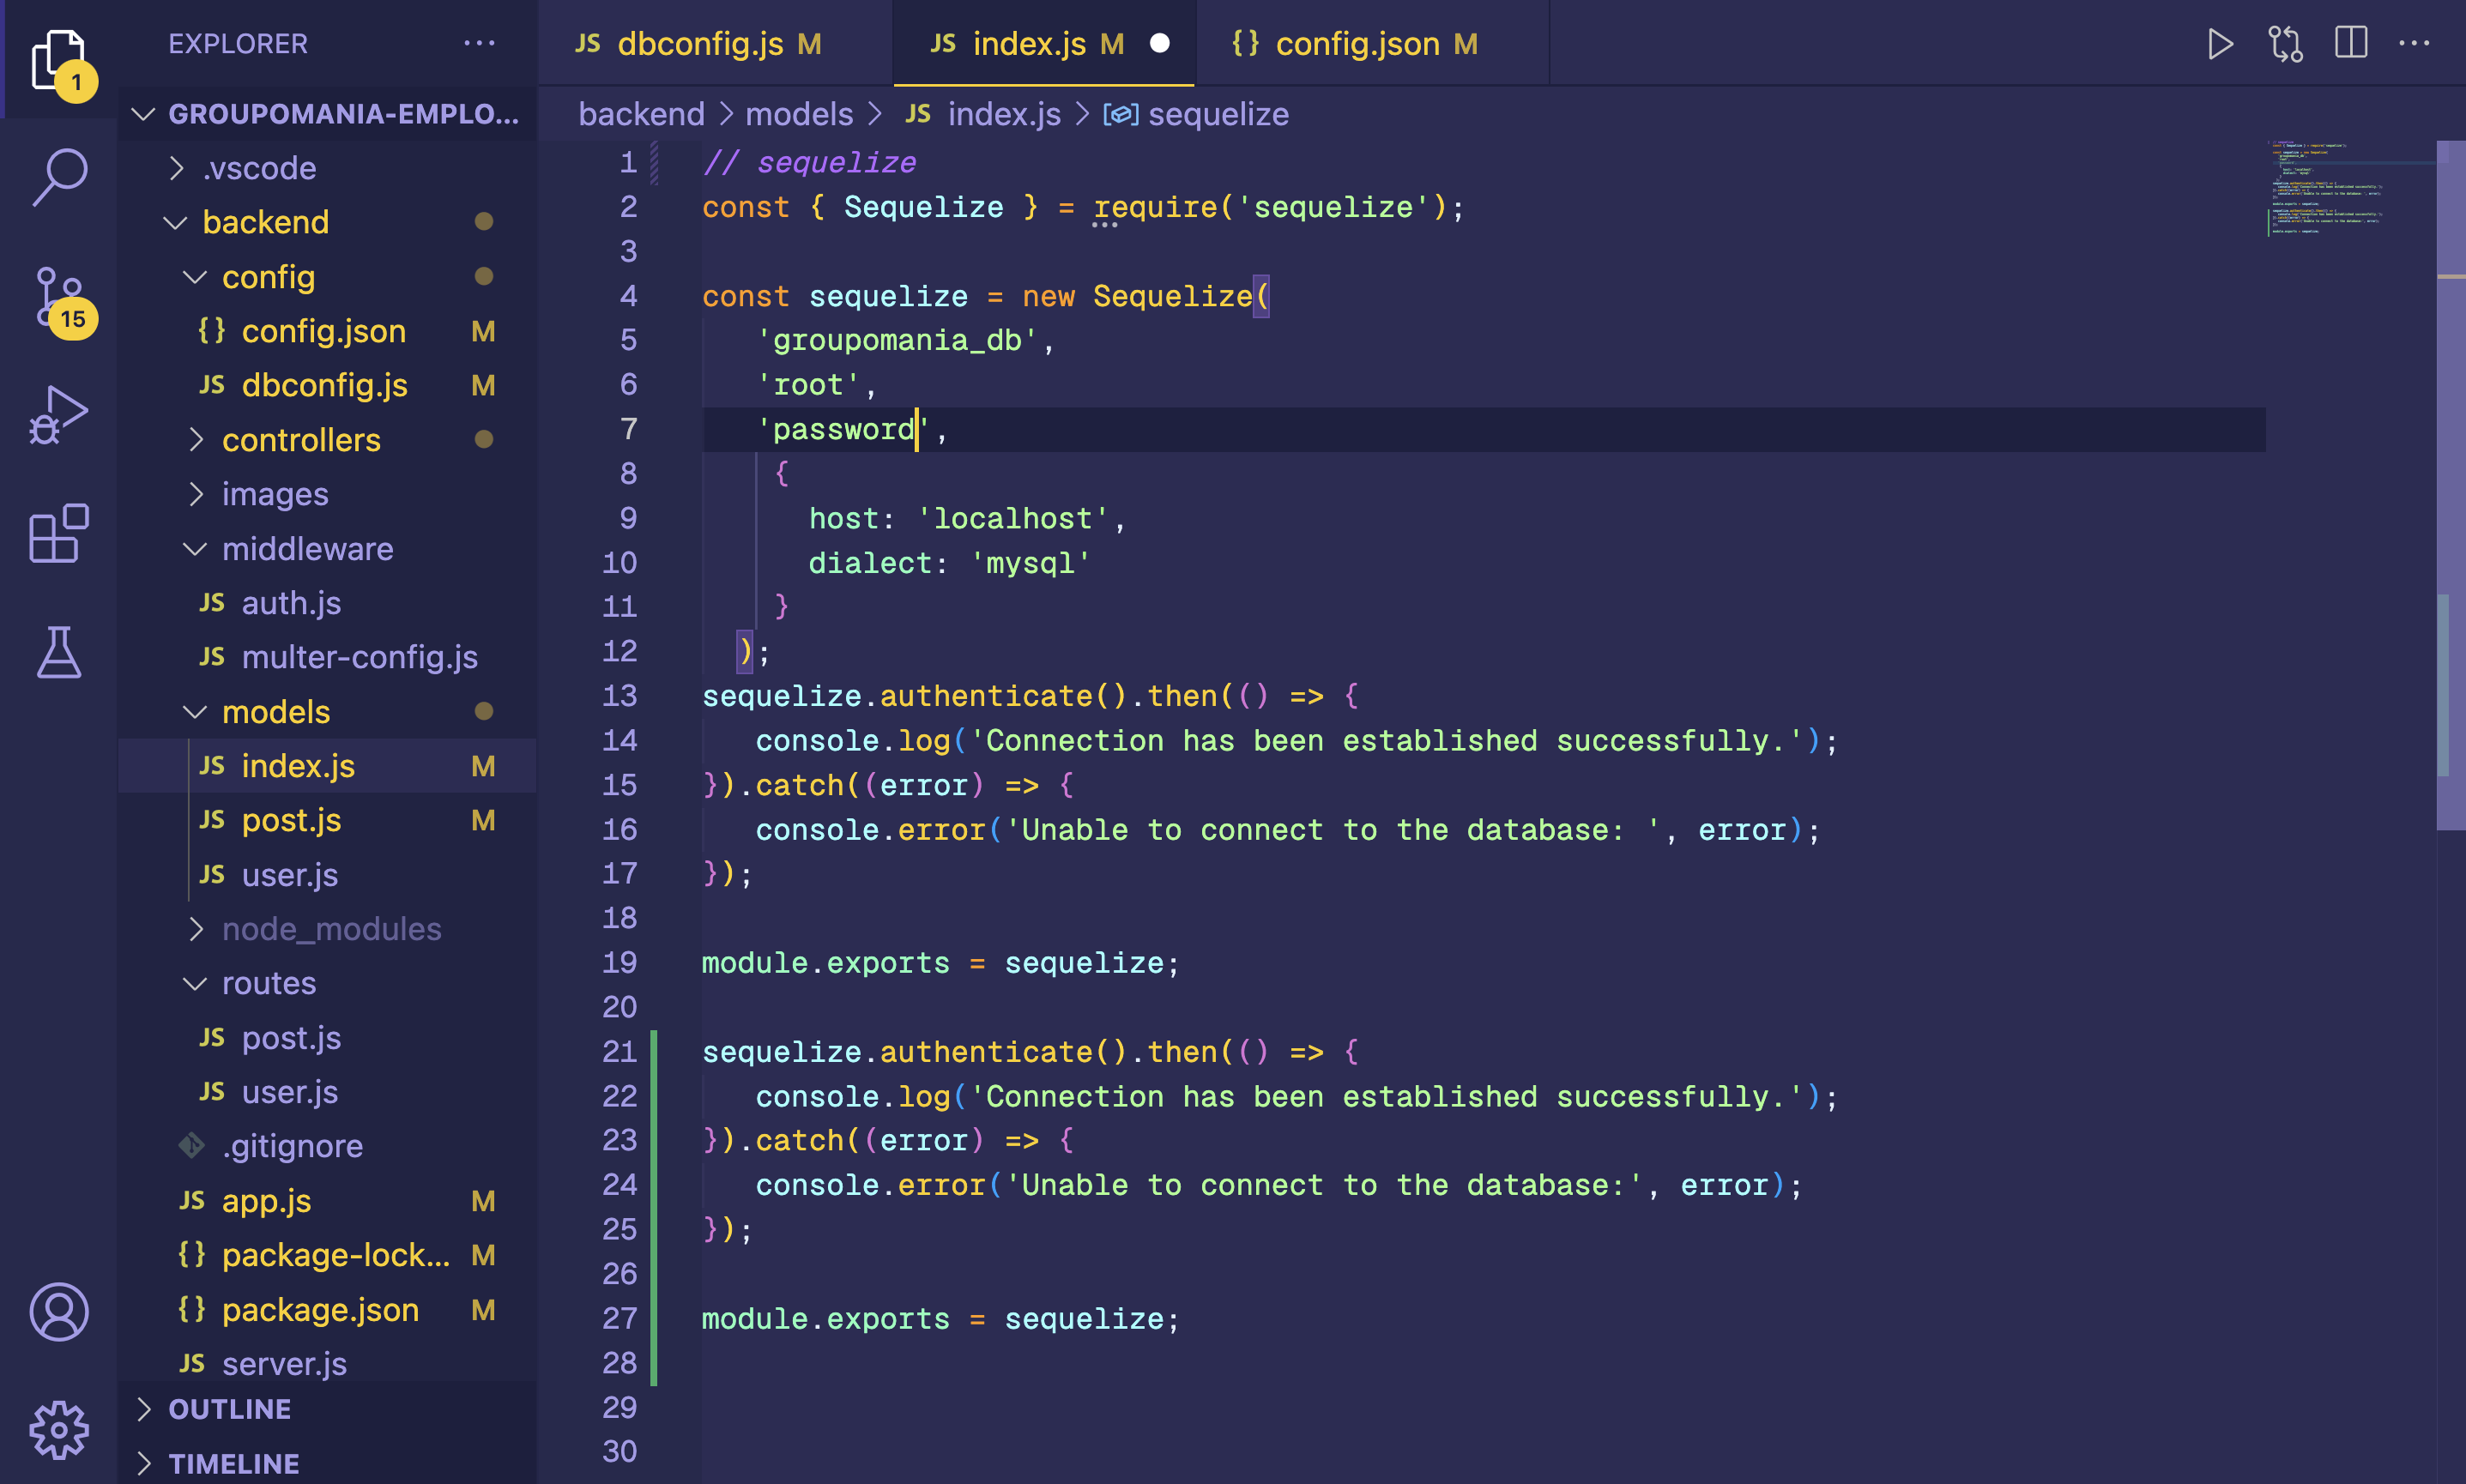 1
15
EXPLORER ...
GROUPOMANIA-EMPLO...
.vscode
backend
config
{} config.json M
JS dbconfig.js M
controllers
images
middleware
JS auth.js
JS multer-config.js
models
JS index.js M
JS post.js M
JS user.js
node_modules
routes
JS post.js
JS user.js
.gitignore
JS app.js M
{} package-lock... M
{} package.json M
JS server.js
OUTLINE
TIMELINE
JS dbconfig.js M
JS index.js M
{} config.json M
backend > models > JS index.js > sequelize
1 // sequelize
2 const { Sequelize } = require('sequelize');
3
4 const sequelize = new Sequelize(
5 'groupomania_db',
6 'root',
7 'password',
8 {
9 host: 'localhost',
10 dialect: 'mysql'
11 }
12 );
13 sequelize.authenticate().then(() => {
14 console.log('Connection has been established successfully.');
15 }).catch((error) => {
16 console.error('Unable to connect to the database: ', error);
17 });
18
19 module.exports = sequelize;
20
21 sequelize.authenticate().then(() => {
22 console.log('Connection has been established successfully.');
23 }).catch((error) => {
24 console.error('Unable to connect to the database:', error);
25 });
26
27 module.exports = sequelize;
28
29
30